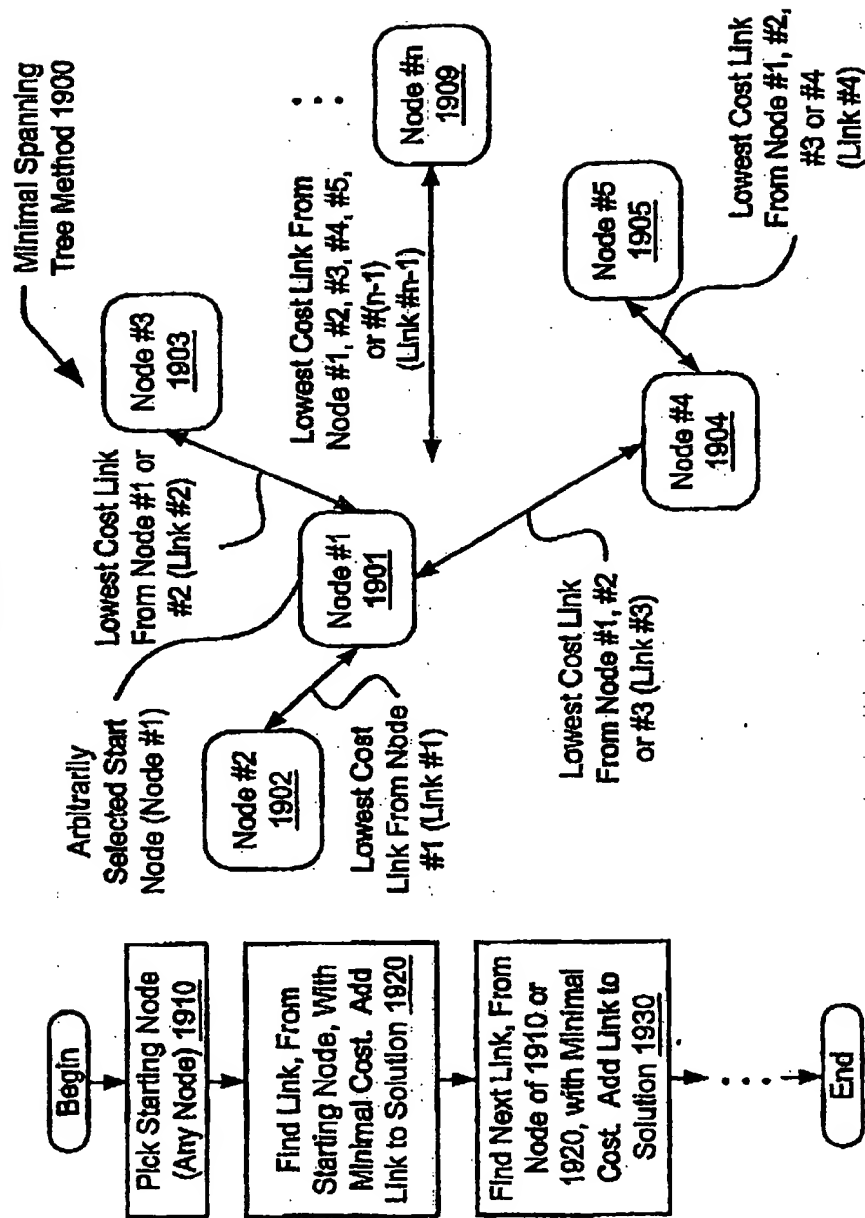 Minimal Spanning
Tree Method 1900
Begin
Pick Starting Node
(Any Node) 1910
Find Link, From
Starting Node, With
Minimal Cost. Add
Link to Solution 1920
Find Next Link, From
Node of 1910 or
1920, with Minimal
Cost. Add Link to
Solution 1930
. . .
End
Arbitrarily
Selected Start
Node (Node #1)
Node #2
1902
Lowest Cost
Link From Node
#1 (Link #1)
Node #1
1901
Lowest Cost Link
From Node #1 or
#2 (Link #2)
Node #3
1903
Lowest Cost Link
From Node #1, #2
or #3 (Link #3)
Node #4
1904
Node #5
1905
Lowest Cost Link
From Node #1, #2,
#3 or #4
(Link #4)
Lowest Cost Link From
Node #1, #2, #3, #4, #5,
or #(n-1)
(Link #n-1)
. . .
Node #n
1909